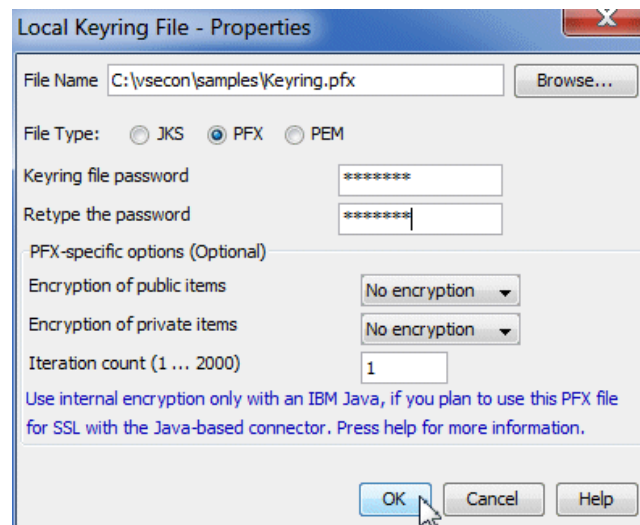 Local Keyring File - Properties
File Name C:\vsecon\samples\Keyring.pfx Browse...
File Type: JKS PFX PEM
Keyring file password *******
Retype the password *******
PFX-specific options (Optional)
Encryption of public items No encryption
Encryption of private items No encryption
Iteration count (1 ... 2000) 1
Use internal encryption only with an IBM Java, if you plan to use this PFX file
for SSL with the Java-based connector. Press help for more information.
OK Cancel Help